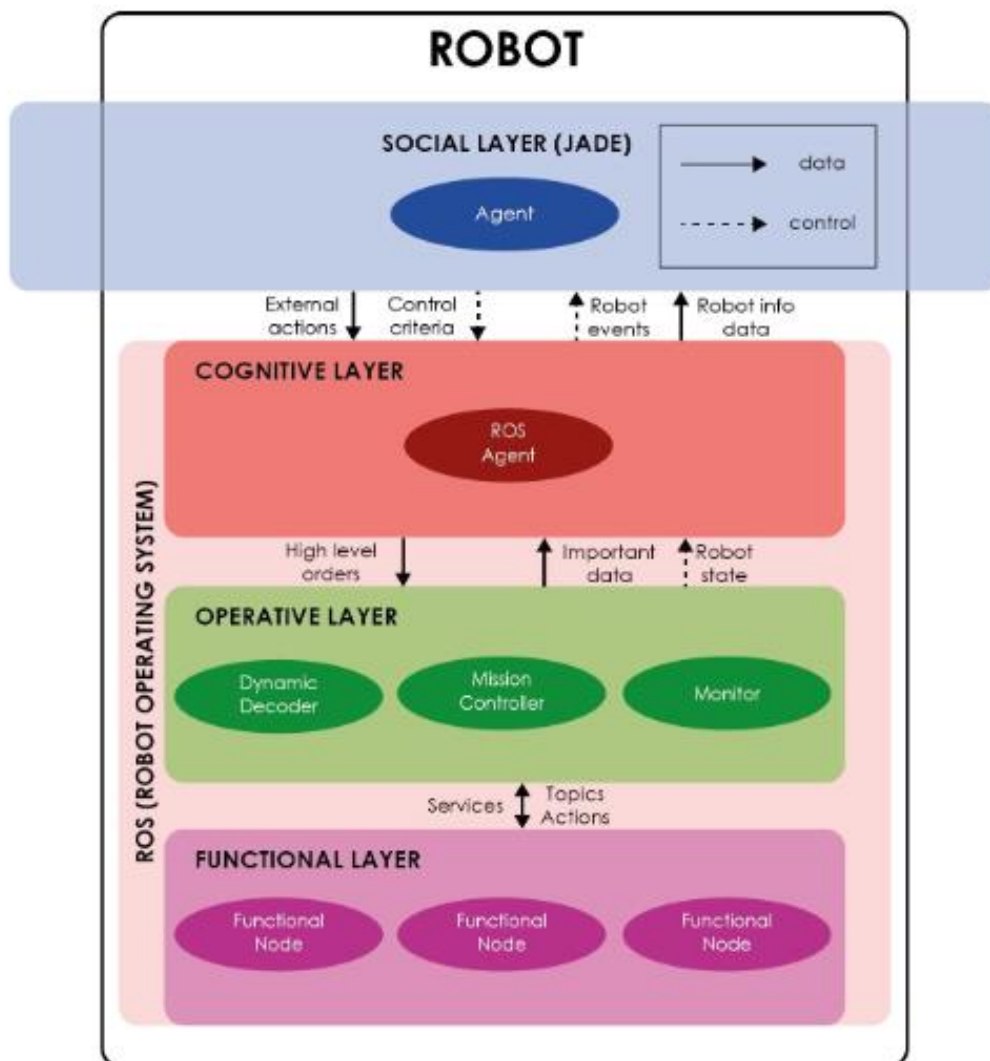 ROBOT
SOCIAL LAYER (JADE)
Agent
data
control
External
actions
Control
criteria
Robot
events
Robot info
data
ROS (ROBOT OPERATING SYSTEM)
COGNITIVE LAYER
ROS
Agent
High level
orders
Important
data
Robot
state
OPERATIVE LAYER
Dynamic
Decoder
Mission
Controller
Monitor
Services
Topics
Actions
FUNCTIONAL LAYER
Functional
Node
Functional
Node
Functional
Node